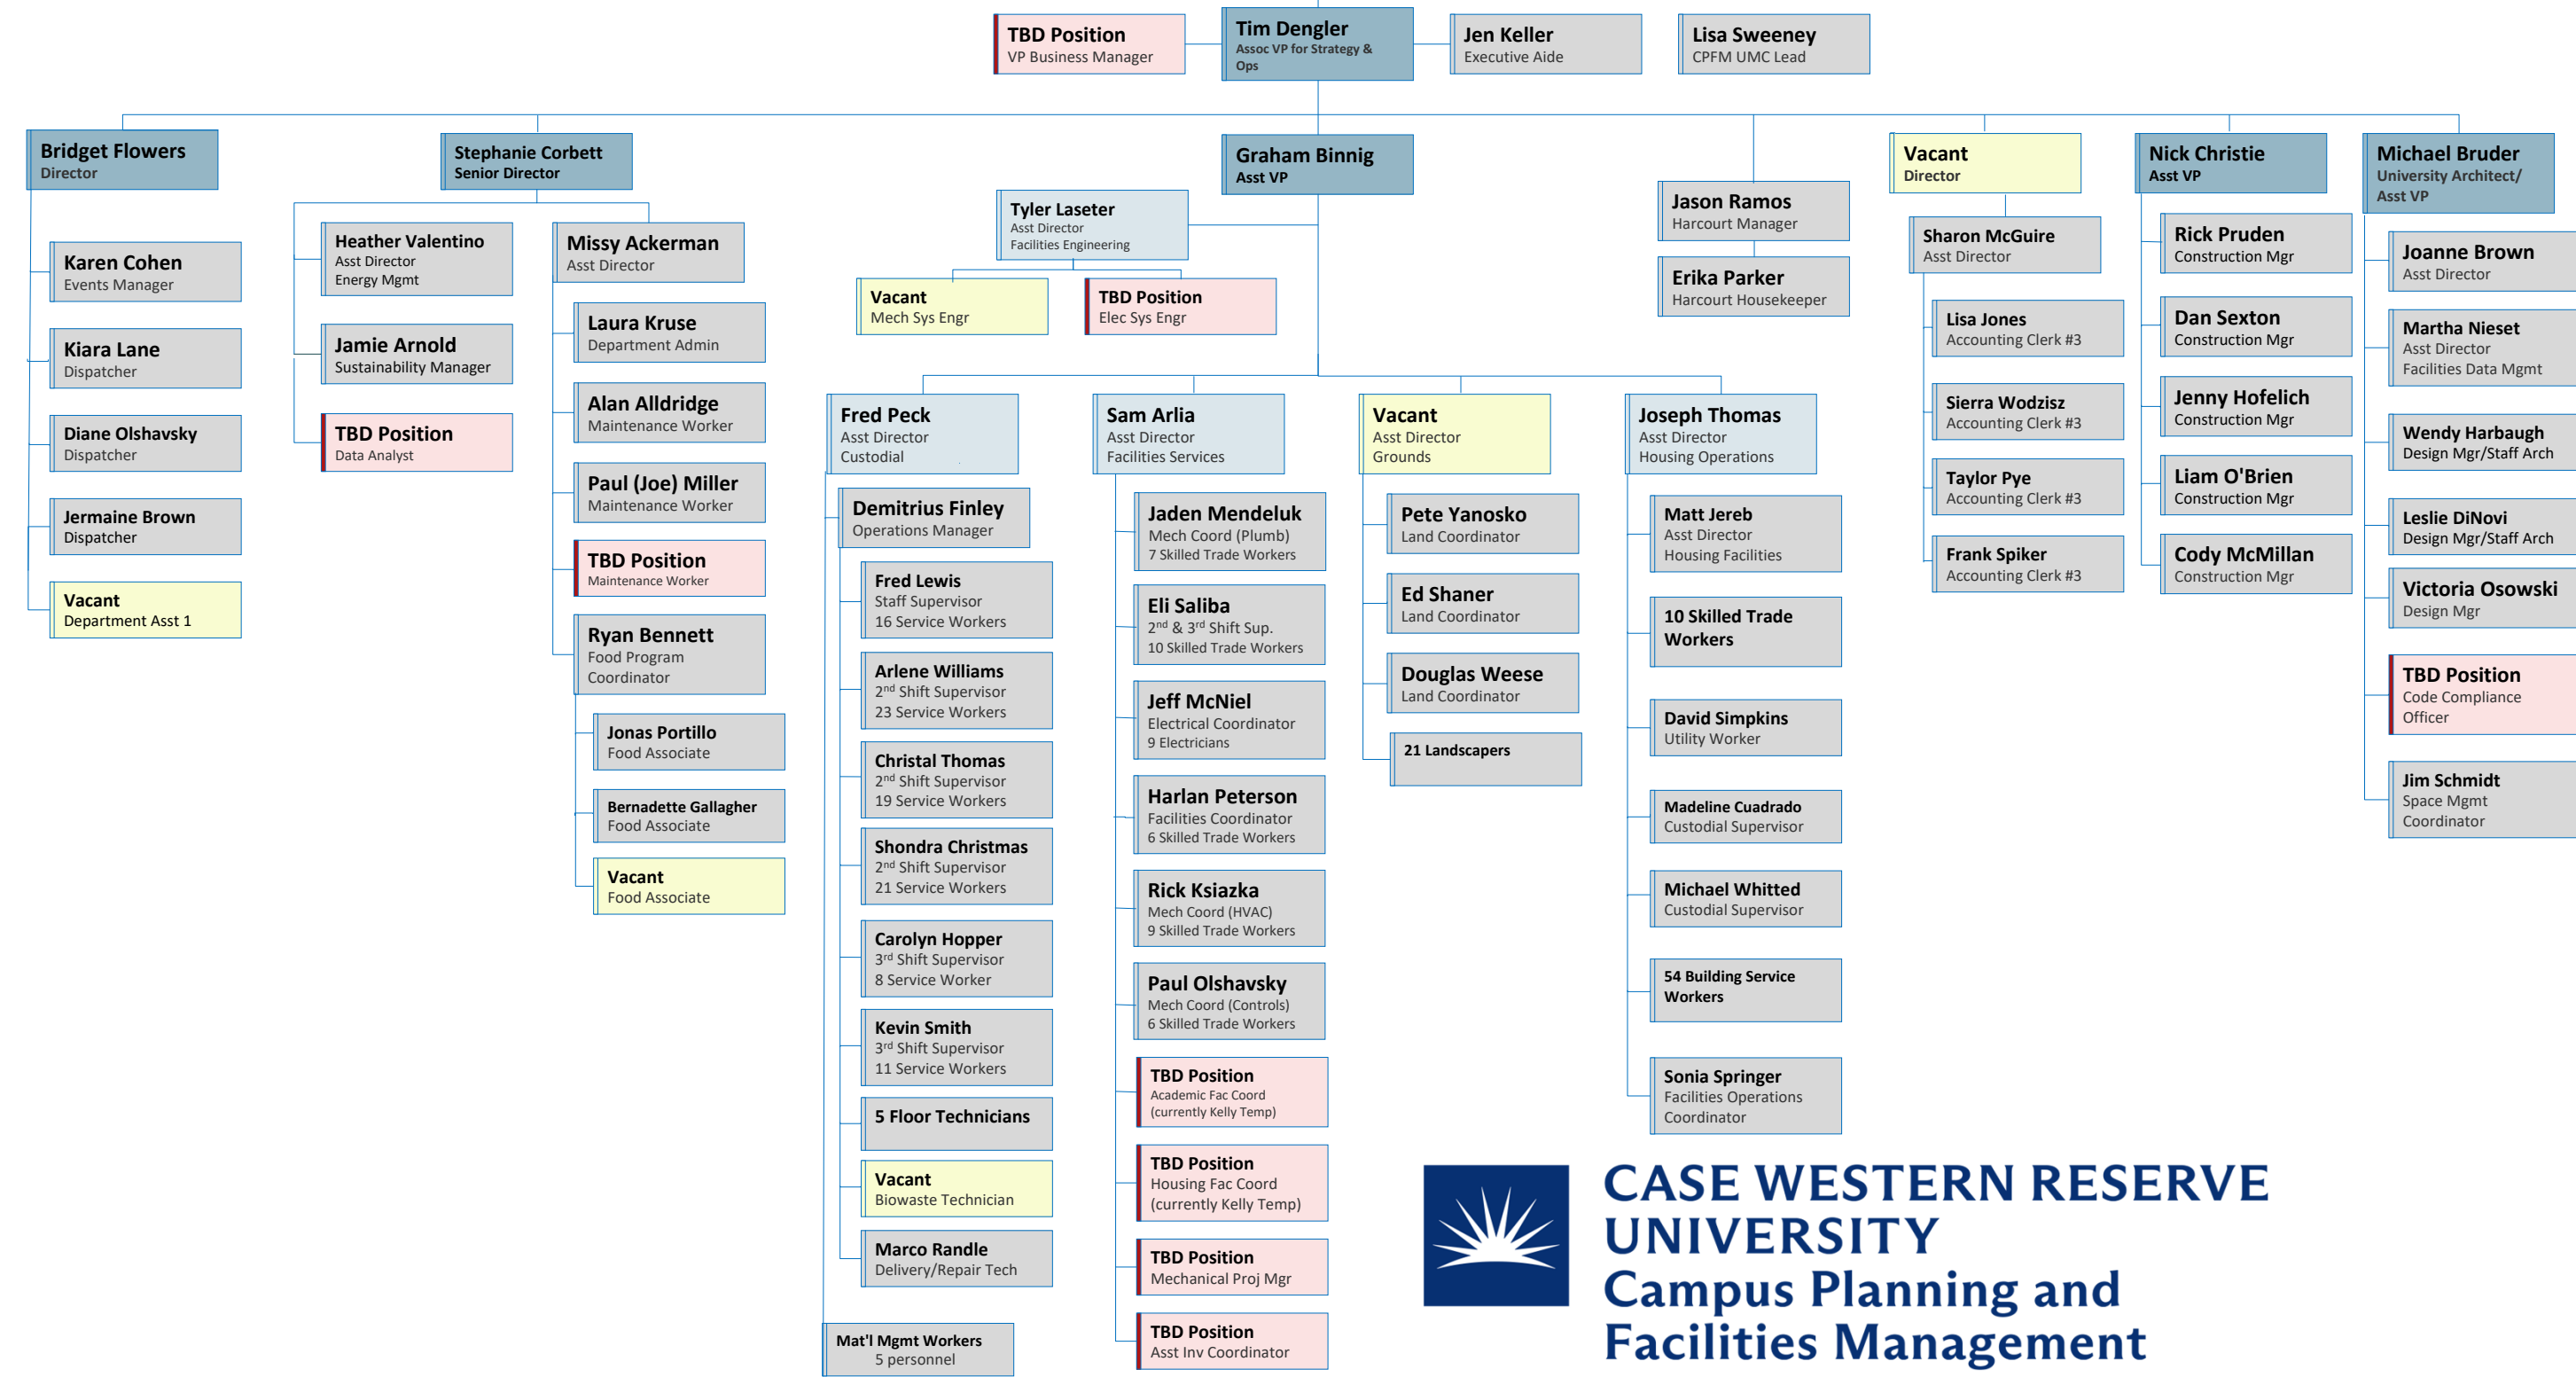 TBD Position
VP Business Manager
Tim Dengler
Assoc VP for Strategy &
Ops
Jen Keller
Executive Aide
Lisa Sweeney
CPFM UMC Lead
Bridget Flowers
Director
Karen Cohen
Events Manager
Kiara Lane
Dispatcher
Diane Olshavsky
Dispatcher
Jermaine Brown
Dispatcher
Vacant
Department Asst 1
Stephanie Corbett
Senior Director
Heather Valentino
Asst Director
Energy Mgmt
Jamie Arnold
Sustainability Manager
TBD Position
Data Analyst
Missy Ackerman
Asst Director
Laura Kruse
Department Admin
Alan Alldridge
Maintenance Worker
Paul (Joe) Miller
Maintenance Worker
TBD Position
Maintenance Worker
Ryan Bennett
Food Program
Coordinator
Jonas Portillo
Food Associate
Bernadette Gallagher
Food Associate
Vacant
Food Associate
Graham Binnig
Asst VP
Tyler Laseter
Asst Director
Facilities Engineering
Vacant
Mech Sys Engr
TBD Position
Elec Sys Engr
Fred Peck
Asst Director
Custodial
Demitrius Finley
Operations Manager
Fred Lewis
Staff Supervisor
16 Service Workers
Arlene Williams
2nd Shift Supervisor
23 Service Workers
Christal Thomas
2nd Shift Supervisor
19 Service Workers
Shondra Christmas
2nd Shift Supervisor
21 Service Workers
Carolyn Hopper
3rd Shift Supervisor
8 Service Worker
Kevin Smith
3rd Shift Supervisor
11 Service Workers
5 Floor Technicians
Vacant
Biowaste Technician
Marco Randle
Delivery/Repair Tech
Mat'l Mgmt Workers
5 personnel
Sam Arlia
Asst Director
Facilities Services
Jaden Mendeluk
Mech Coord (Plumb)
7 Skilled Trade Workers
Eli Saliba
2nd & 3rd Shift Sup.
10 Skilled Trade Workers
Jeff McNiel
Electrical Coordinator
9 Electricians
Harlan Peterson
Facilities Coordinator
6 Skilled Trade Workers
Rick Ksiazka
Mech Coord (HVAC)
9 Skilled Trade Workers
Paul Olshavsky
Mech Coord (Controls)
6 Skilled Trade Workers
TBD Position
Academic Fac Coord
(currently Kelly Temp)
TBD Position
Housing Fac Coord
(currently Kelly Temp)
TBD Position
Mechanical Proj Mgr
TBD Position
Asst Inv Coordinator
Vacant
Asst Director
Grounds
Pete Yanosko
Land Coordinator
Ed Shaner
Land Coordinator
Douglas Weese
Land Coordinator
21 Landscapers
Joseph Thomas
Asst Director
Housing Operations
Matt Jereb
Asst Director
Housing Facilities
10 Skilled Trade
Workers
David Simpkins
Utility Worker
Madeline Cuadrado
Custodial Supervisor
Michael Whitted
Custodial Supervisor
54 Building Service
Workers
Sonia Springer
Facilities Operations
Coordinator
Jason Ramos
Harcourt Manager
Erika Parker
Harcourt Housekeeper
Vacant
Director
Sharon McGuire
Asst Director
Lisa Jones
Accounting Clerk #3
Sierra Wodzisz
Accounting Clerk #3
Taylor Pye
Accounting Clerk #3
Frank Spiker
Accounting Clerk #3
Nick Christie
Asst VP
Rick Pruden
Construction Mgr
Dan Sexton
Construction Mgr
Jenny Hofelich
Construction Mgr
Liam O'Brien
Construction Mgr
Cody McMillan
Construction Mgr
Michael Bruder
University Architect/
Asst VP
Joanne Brown
Asst Director
Martha Nieset
Asst Director
Facilities Data Mgmt
Wendy Harbaugh
Design Mgr/Staff Arch
Leslie DiNovi
Design Mgr/Staff Arch
Victoria Osowski
Design Mgr
TBD Position
Code Compliance
Officer
Jim Schmidt
Space Mgmt
Coordinator
CASE WESTERN RESERVE
UNIVERSITY
Campus Planning and
Facilities Management